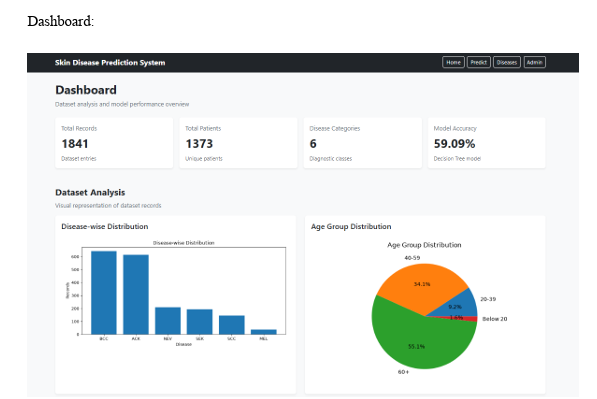 Dashboard:
Skin Disease Prediction System
Home Predict Diseases Admin
Dashboard
Dataset analysis and model performance overview
Total Records Total Patients Disease Categories Model Accuracy
1841 1373 6 59.09%
Dataset entries Unique patients Diagnostic classes Decision Tree model
Dataset Analysis
Visual representation of dataset records
Disease-wise Distribution
Disease-wise Distribution
600
500
400
300
200
100
0
Records
BCC ACK NEV SEK SCC MEL
Disease
Age Group Distribution
Age Group Distribution
40-59
34.1%
20-39
9.2%
1.6%
Below 20
55.1%
60+